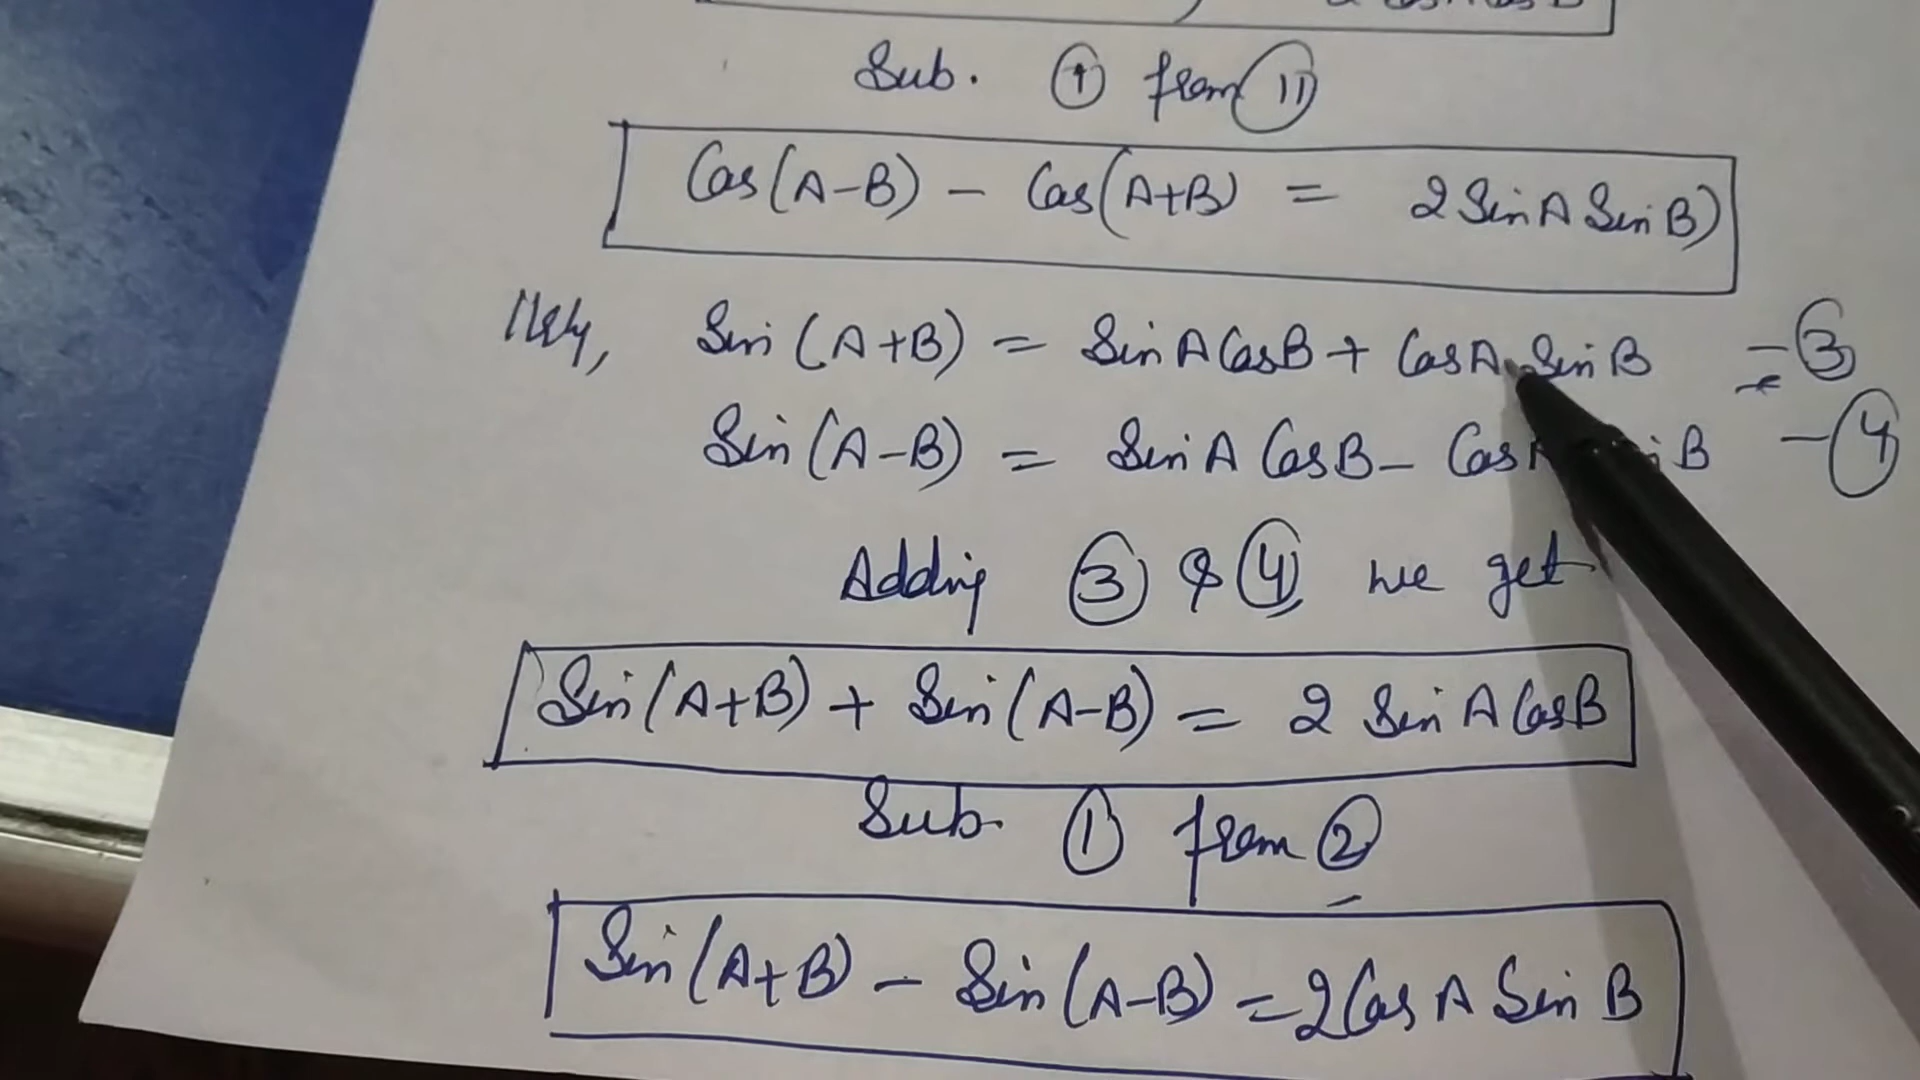 Sub. ① from ⑪
Cos(A-B) - Cos(A+B) = 2 Sin A Sin B)
Sin (A+B) = Sin A Cos B + Cos A Sin B - ③
Sin (A-B) = Sin A Cos B - Cos B - ④
Adding ③ & ④ we get
Sin(A+B) + Sin(A-B) = 2 Sin A Cos B
Sub. ① from ②
Sin(A+B) - Sin(A-B) = 2 Cos A Sin B